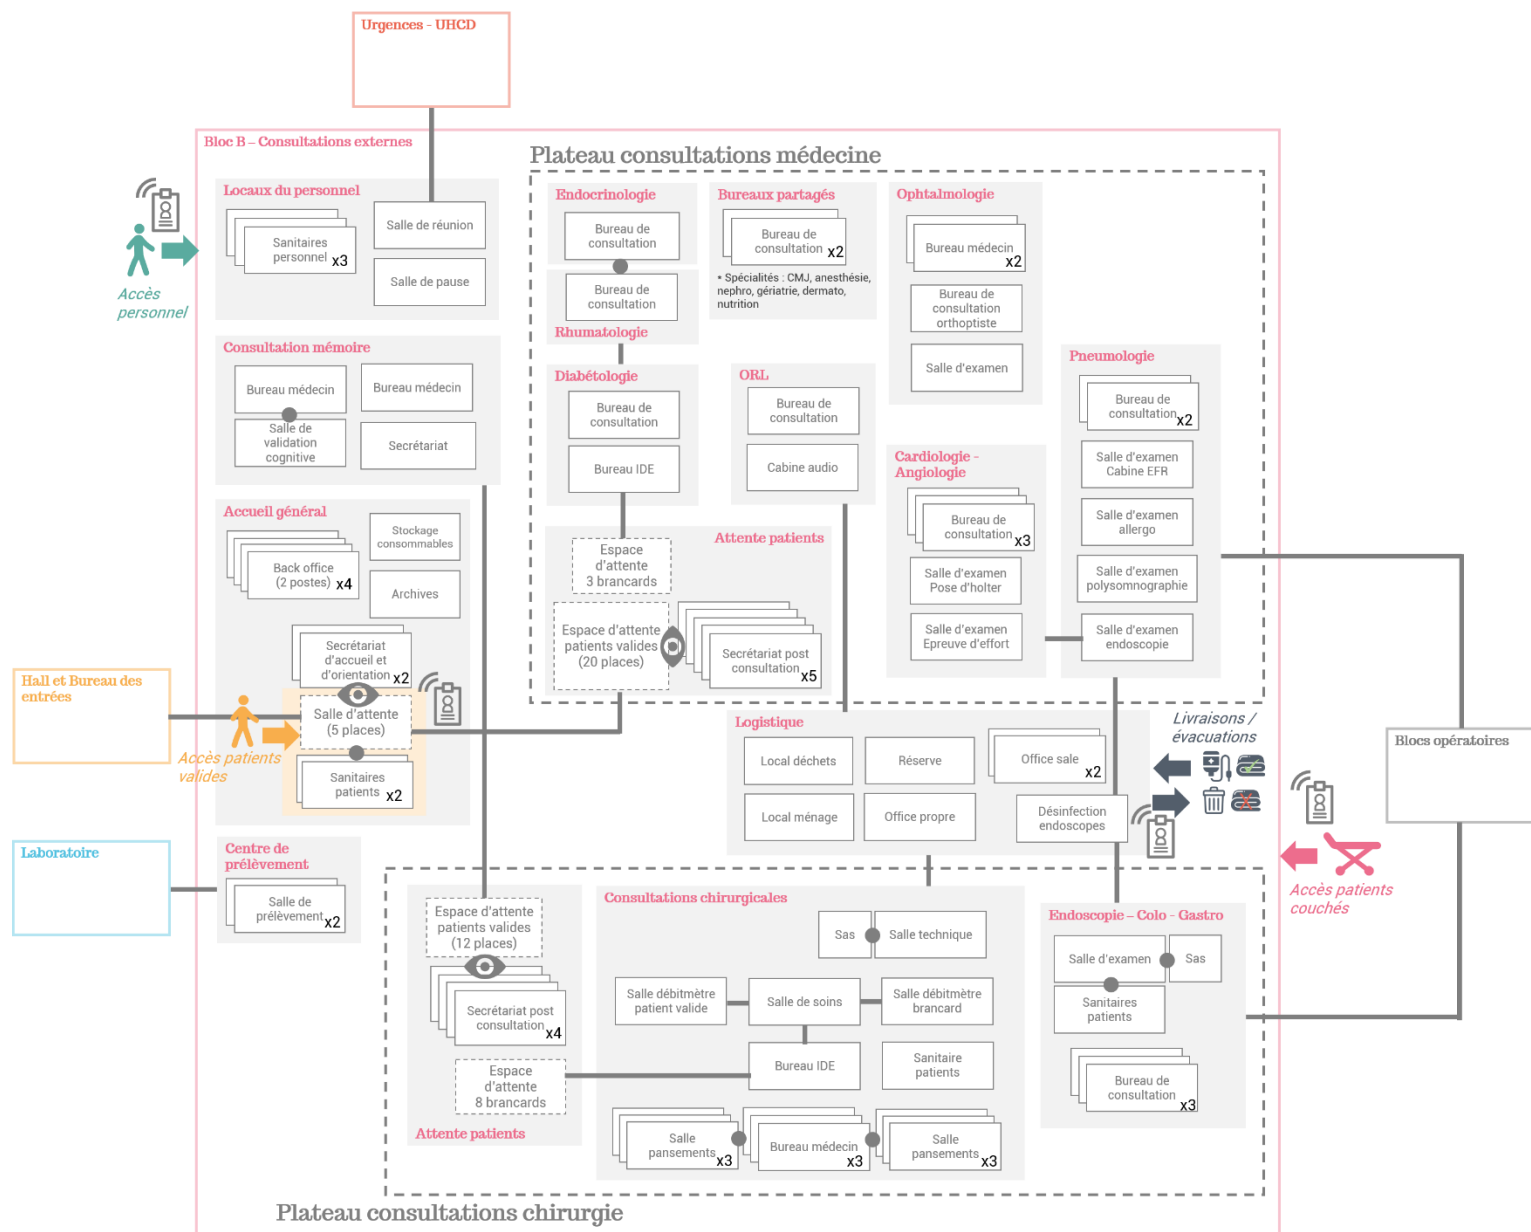 Urgences - UHCD
Bloc B – Consultations externes
Plateau consultations médecine
Locaux du personnel
Sanitaires
personnel
x3
Salle de réunion
Salle de pause
Accès
personnel
Endocrinologie
Bureau de
consultation
Bureau de
consultation
Rhumatologie
Bureaux partagés
Bureau de
consultation
x2
* Spécialités : CMJ, anesthésie,
nephro, gériatrie, dermato,
nutrition
Ophtalmologie
Bureau médecin
x2
Bureau de
consultation
orthoptiste
Salle d'examen
Consultation mémoire
Bureau médecin
Bureau médecin
Salle de
validation
cognitive
Secrétariat
Diabétologie
Bureau de
consultation
Bureau IDE
ORL
Bureau de
consultation
Cabine audio
Pneumologie
Bureau de
consultation
x2
Salle d'examen
Cabine EFR
Salle d'examen
allergo
Salle d'examen
polysomnographie
Salle d'examen
endoscopie
Cardiologie -
Angiologie
Bureau de
consultation
x3
Salle d'examen
Pose d'holter
Salle d'examen
Epreuve d'effort
Accueil général
Back office
(2 postes)
x4
Stockage
consommables
Archives
Secrétariat
d'accueil et
d'orientation
x2
Salle d'attente
(5 places)
Sanitaires
patients
x2
Attente patients
Espace
d'attente
3 brancards
Espace d'attente
patients valides
(20 places)
Secrétariat post
consultation
x5
Hall et Bureau des
entrées
Accès patients
valides
Logistique
Local déchets
Réserve
Office sale
x2
Local ménage
Office propre
Désinfection
endoscopes
Livraisons /
évacuations
Blocs opératoires
Accès patients
couchés
Laboratoire
Centre de
prélèvement
Salle de
prélèvement
x2
Espace d'attente
patients valides
(12 places)
Secrétariat post
consultation
x4
Espace
d'attente
8 brancards
Attente patients
Consultations chirurgicales
Sas
Salle technique
Salle débitmètre
patient valide
Salle de soins
Salle débitmètre
brancard
Bureau IDE
Sanitaire
patients
Salle
pansements
x3
Bureau médecin
x3
Salle
pansements
x3
Endoscopie – Colo - Gastro
Salle d'examen
Sas
Sanitaires
patients
Bureau de
consultation
x3
Plateau consultations chirurgie